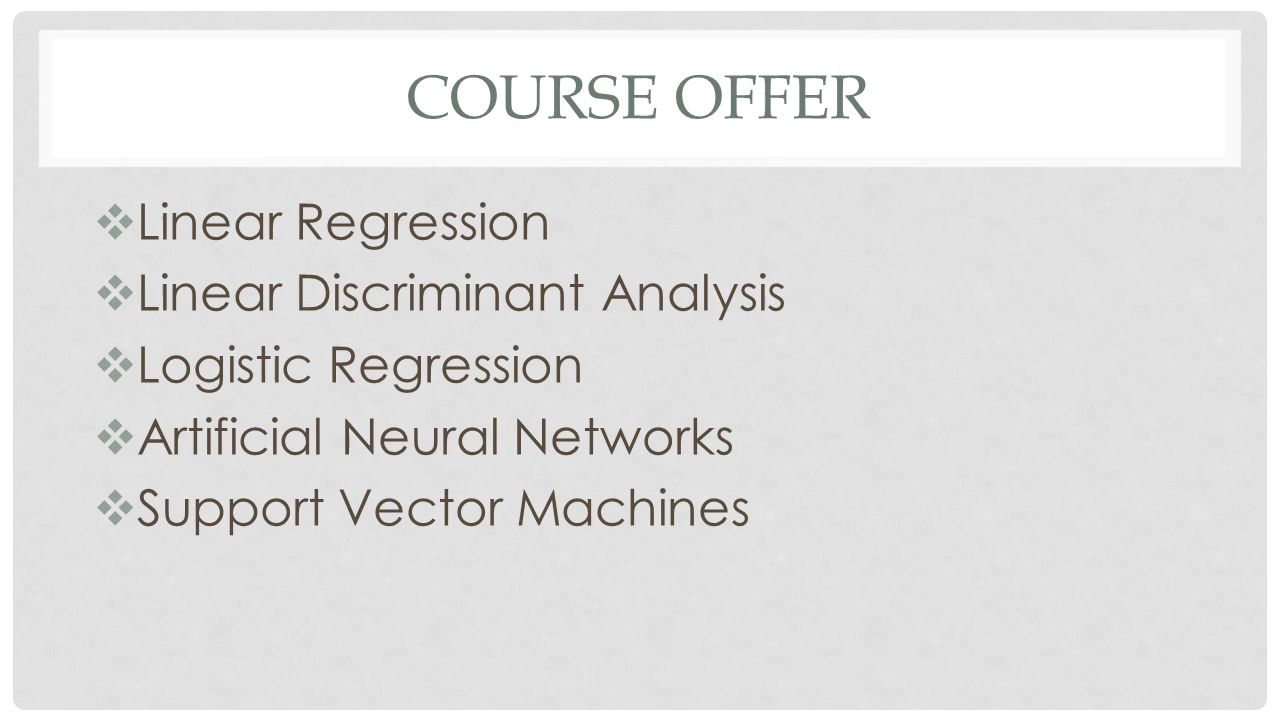 COURSE OFFER
Linear Regression
Linear Discriminant Analysis
Logistic Regression
Artificial Neural Networks
Support Vector Machines